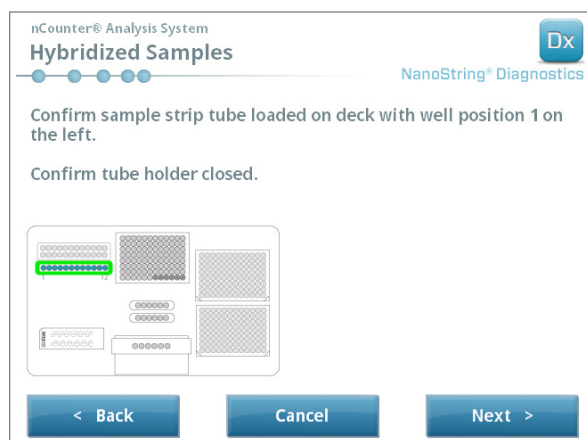 nCounter® Analysis System
Hybridized Samples
Dx
NanoString® Diagnostics
Confirm sample strip tube loaded on deck with well position 1 on
the left.
Confirm tube holder closed.
1 12
< Back
Cancel
Next >